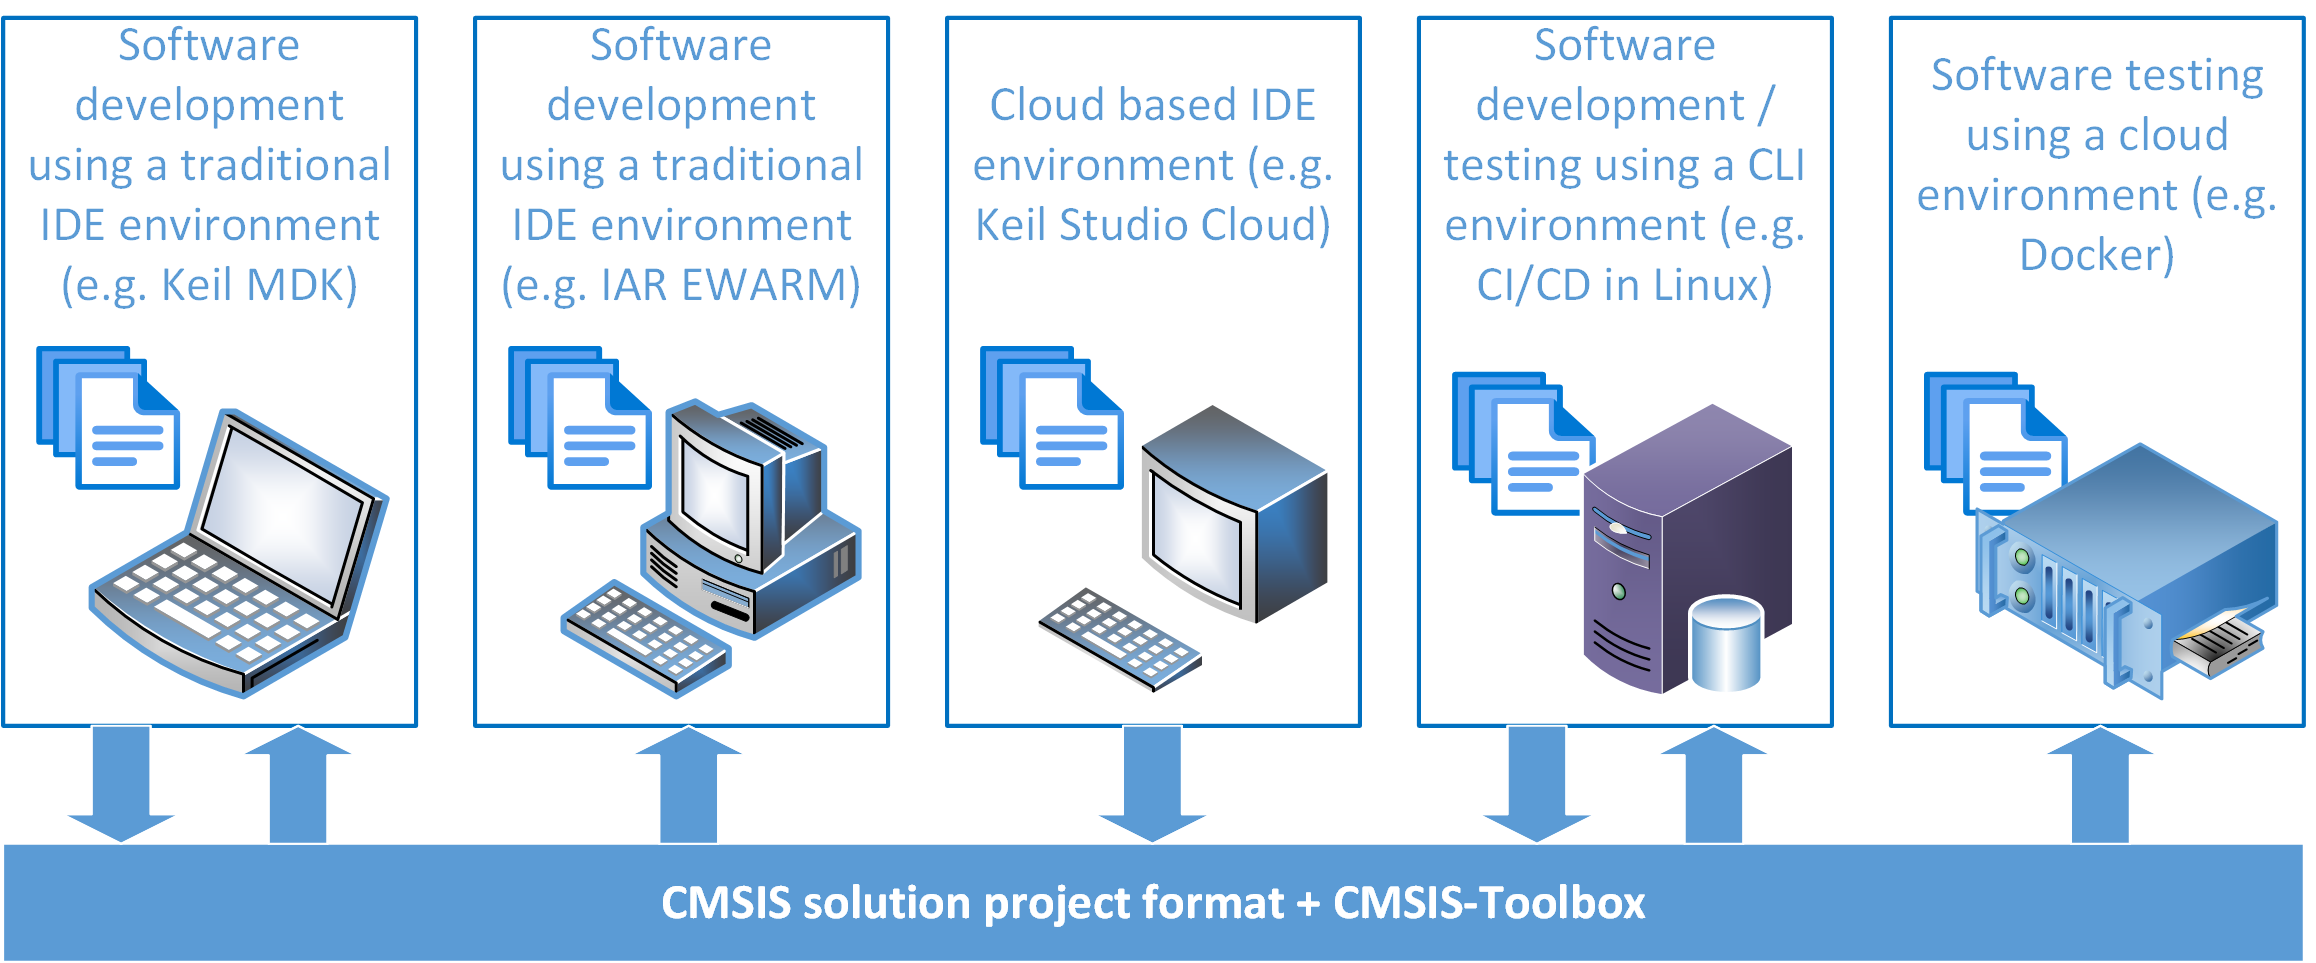 Software
development
using a traditional
IDE environment
(e.g. Keil MDK)
Software
development
using a traditional
IDE environment
(e.g. IAR EWARM)
Cloud based IDE
environment (e.g.
Keil Studio Cloud)
Software
development /
testing using a CLI
environment (e.g.
CI/CD in Linux)
Software testing
using a cloud
environment (e.g.
Docker)
CMSIS solution project format + CMSIS-Toolbox